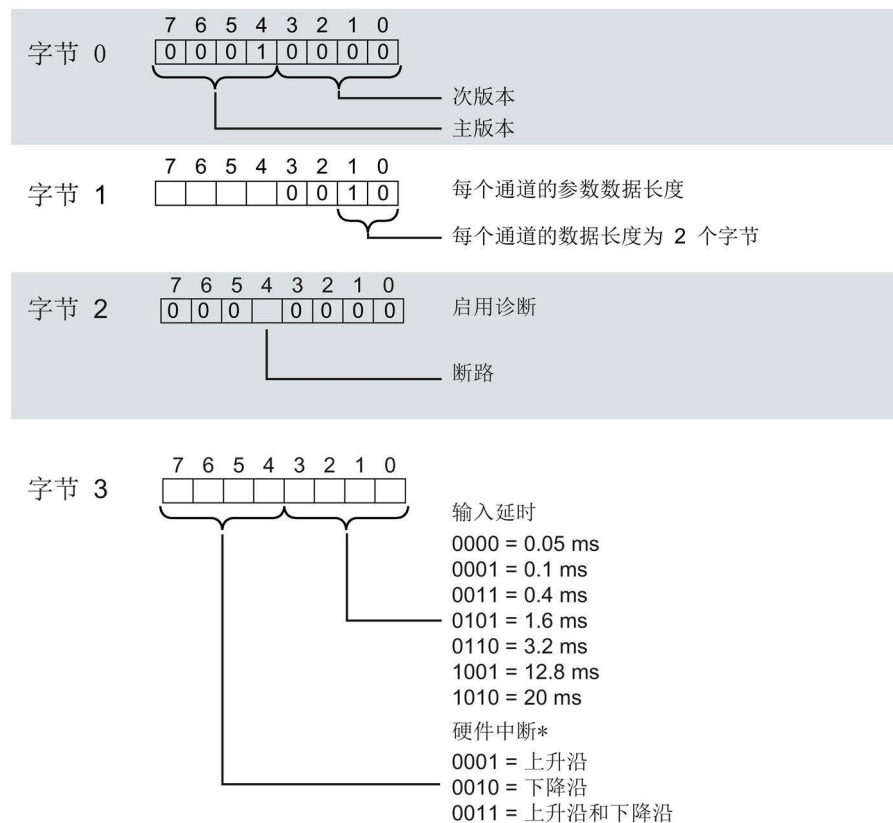 7 6 5 4 3 2 1 0
字节 0
0 0 0 1 0 0 0 0
次版本
主版本
7 6 5 4 3 2 1 0
字节 1
0 0 1 0
每个通道的参数数据长度
每个通道的数据长度为 2 个字节
7 6 5 4 3 2 1 0
字节 2
0 0 0 0 0 0 0
启用诊断
断路
7 6 5 4 3 2 1 0
字节 3
输入延时
0000 = 0.05 ms
0001 = 0.1 ms
0011 = 0.4 ms
0101 = 1.6 ms
0110 = 3.2 ms
1001 = 12.8 ms
1010 = 20 ms
硬件中断*
0001 = 上升沿
0010 = 下降沿
0011 = 上升沿和下降沿